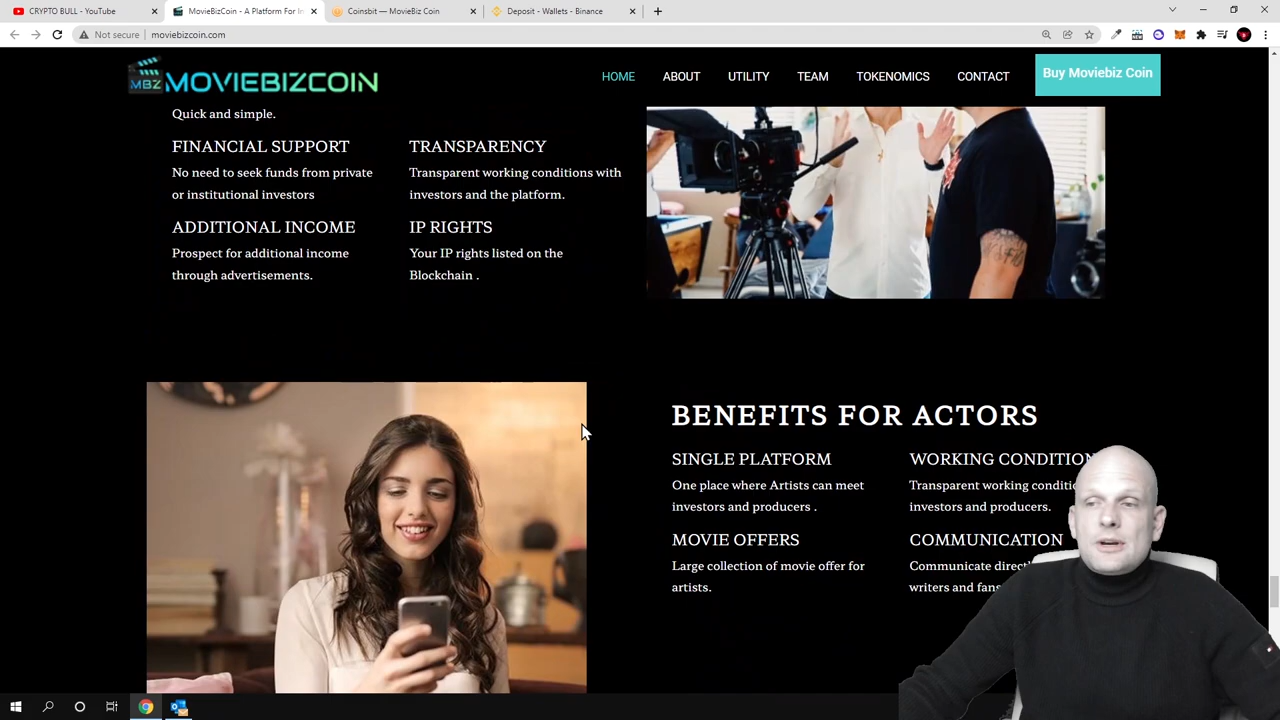 CRYPTO BULL - YouTube
MovieBizCoin - A Platform For In
Coinsbit — MovieBiz Coin
Deposit - Wallets - Binance
Not secure
moviebizcoin.com
MBZ MOVIEBIZCOIN
HOME
ABOUT
UTILITY
TEAM
TOKENOMICS
CONTACT
Buy Moviebiz Coin
Quick and simple.
FINANCIAL SUPPORT
No need to seek funds from private
or institutional investors
TRANSPARENCY
Transparent working conditions with
investors and the platform.
ADDITIONAL INCOME
Prospect for additional income
through advertisements.
IP RIGHTS
Your IP rights listed on the
Blockchain .
BENEFITS FOR ACTORS
SINGLE PLATFORM
One place where Artists can meet
investors and producers .
WORKING CONDITION
Transparent working conditio
investors and producers.
MOVIE OFFERS
Large collection of movie offer for
artists.
COMMUNICATION
Communicate direct
writers and fans